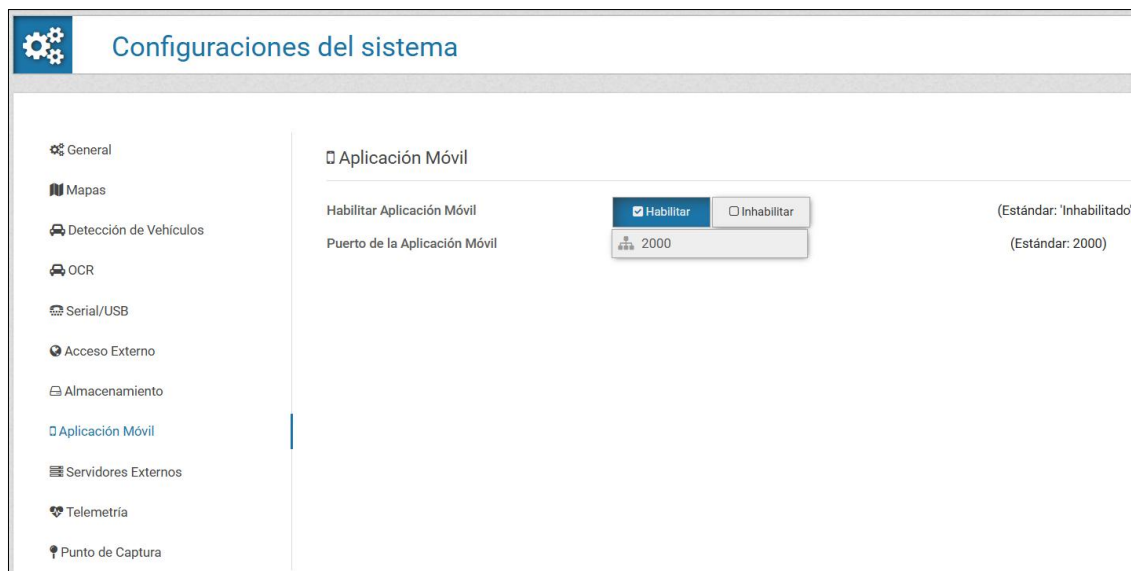 Configuraciones del sistema
General
Mapas
Detección de Vehículos
OCR
Serial/USB
Acceso Externo
Almacenamiento
Aplicación Móvil
Servidores Externos
Telemetría
Punto de Captura
Aplicación Móvil
Habilitar Aplicación Móvil Habilitar Inhabilitar (Estándar: 'Inhabilitado'
Puerto de la Aplicación Móvil 2000 (Estándar: 2000)